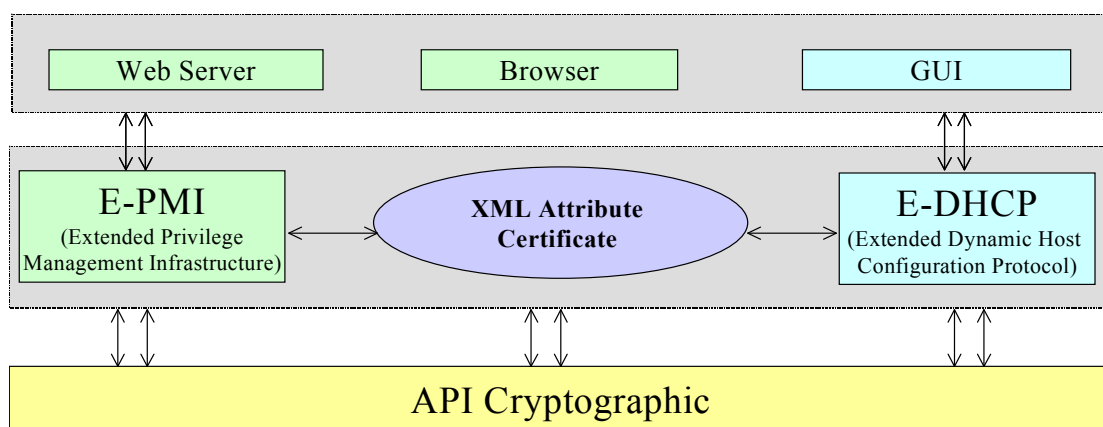 Web Server
Browser
GUI
E-PMI
(Extended Privilege
Management Infrastructure)
XML Attribute
Certificate
E-DHCP
(Extended Dynamic Host
Configuration Protocol)
API Cryptographic